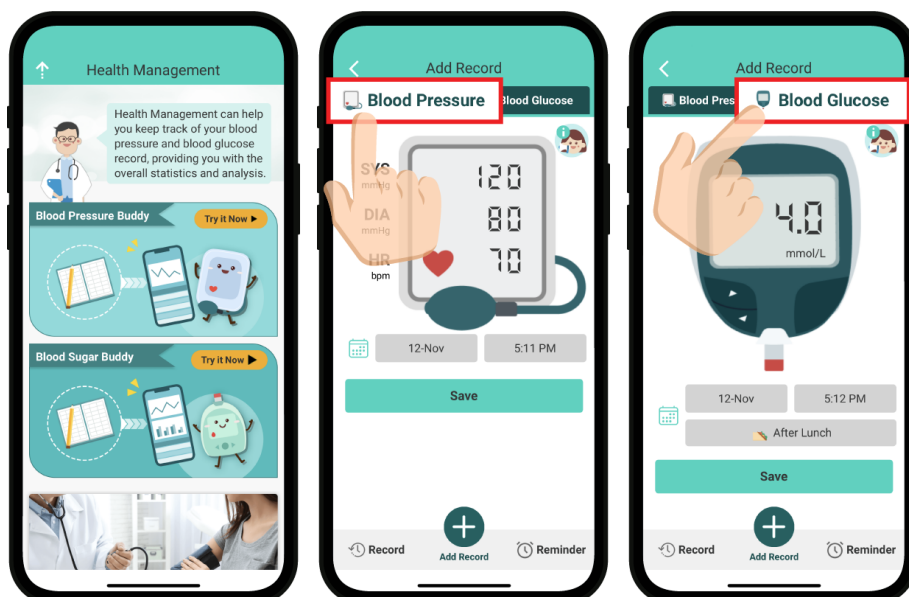 Health Management
Health Management can help
you keep track of your blood
pressure and blood glucose
record, providing you with the
overall statistics and analysis.
Blood Pressure Buddy
Try it Now
Blood Sugar Buddy
Try it Now
Add Record
Blood Pressure
Blood Glucose
SYS
mmHg
120
DIA
mmHg
80
HR
bpm
70
12-Nov
5:11 PM
Save
Record
Add Record
Reminder
Add Record
Blood Pres
Blood Glucose
4.0
mmol/L
12-Nov
5:12 PM
After Lunch
Save
Record
Add Record
Reminder